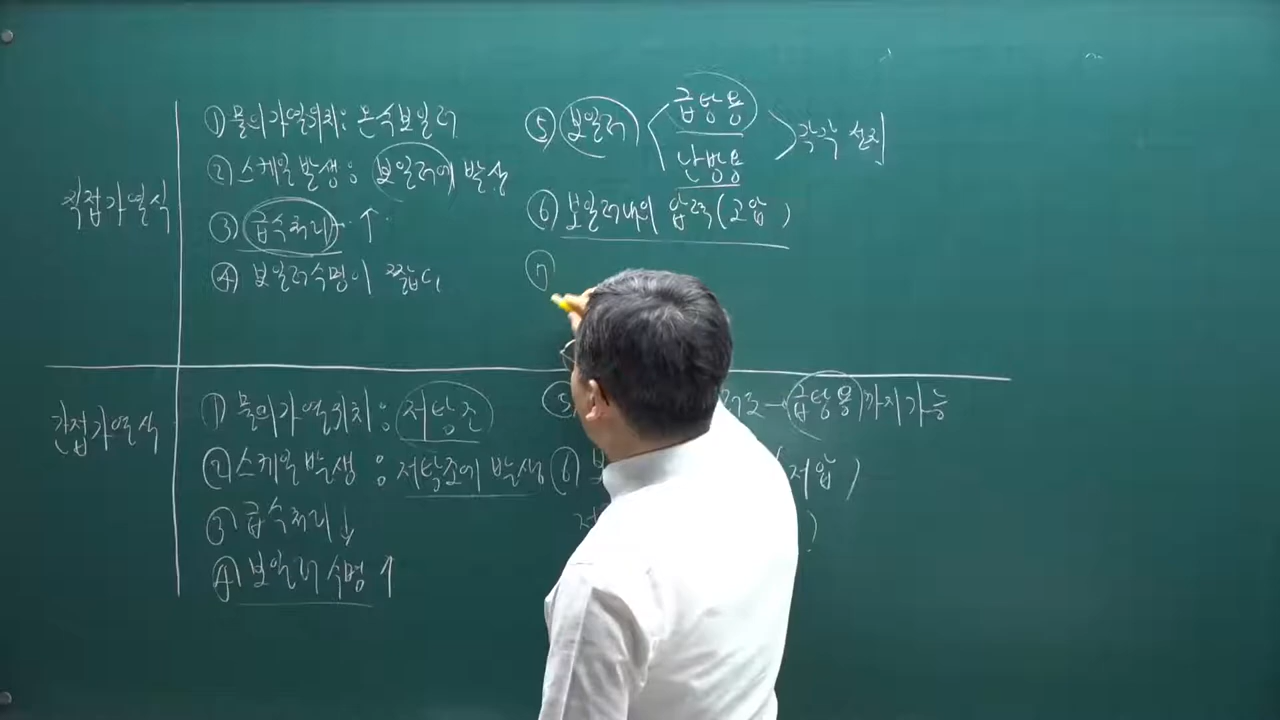 직접가열식
① 물의가열위치: 온수보일러
② 스케일발생: 보일러에 발생
③ 급수처리 ↑
④ 보일러수명이 짧다
⑤ 보일러 < 급탕용 난방용 > 각각 설치
⑥ 보일러내의 압력(고압)
⑦
간접가열식
① 물의가열위치: 저탕조
② 스케일발생: 저탕조에 발생
③ 급수처리 ↓
④ 보일러수명 ↑
⑤ → 급탕용까지가능
⑥ (저압)
)